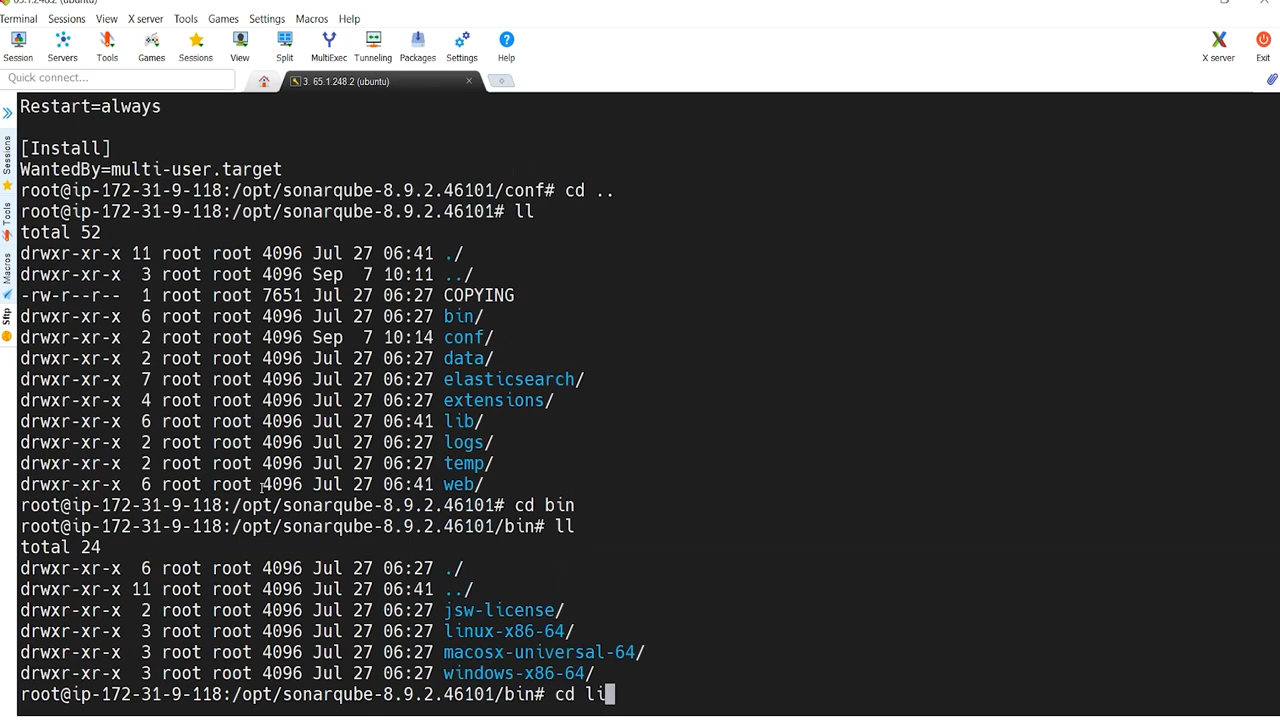 65.1.248.2 (ubuntu)
Terminal Sessions View X server Tools Games Settings Macros Help
Session Servers Tools Games Sessions View Split MultiExec Tunneling Packages Settings Help X server Exit
Quick connect...
3. 65.1.248.2 (ubuntu)
Sessions
Tools
Macros
Sftp
Restart=always
[Install]
WantedBy=multi-user.target
root@ip-172-31-9-118:/opt/sonarqube-8.9.2.46101/conf# cd ..
root@ip-172-31-9-118:/opt/sonarqube-8.9.2.46101# ll
total 52
drwxr-xr-x 11 root root 4096 Jul 27 06:41 ./
drwxr-xr-x  3 root root 4096 Sep  7 10:11 ../
-rw-r--r--  1 root root 7651 Jul 27 06:27 COPYING
drwxr-xr-x  6 root root 4096 Jul 27 06:27 bin/
drwxr-xr-x  2 root root 4096 Sep  7 10:14 conf/
drwxr-xr-x  2 root root 4096 Jul 27 06:27 data/
drwxr-xr-x  7 root root 4096 Jul 27 06:27 elasticsearch/
drwxr-xr-x  4 root root 4096 Jul 27 06:27 extensions/
drwxr-xr-x  6 root root 4096 Jul 27 06:41 lib/
drwxr-xr-x  2 root root 4096 Jul 27 06:27 logs/
drwxr-xr-x  2 root root 4096 Jul 27 06:27 temp/
drwxr-xr-x  6 root root 4096 Jul 27 06:41 web/
root@ip-172-31-9-118:/opt/sonarqube-8.9.2.46101# cd bin
root@ip-172-31-9-118:/opt/sonarqube-8.9.2.46101/bin# ll
total 24
drwxr-xr-x  6 root root 4096 Jul 27 06:27 ./
drwxr-xr-x 11 root root 4096 Jul 27 06:41 ../
drwxr-xr-x  2 root root 4096 Jul 27 06:27 jsw-license/
drwxr-xr-x  3 root root 4096 Jul 27 06:27 linux-x86-64/
drwxr-xr-x  3 root root 4096 Jul 27 06:27 macosx-universal-64/
drwxr-xr-x  3 root root 4096 Jul 27 06:27 windows-x86-64/
root@ip-172-31-9-118:/opt/sonarqube-8.9.2.46101/bin# cd li